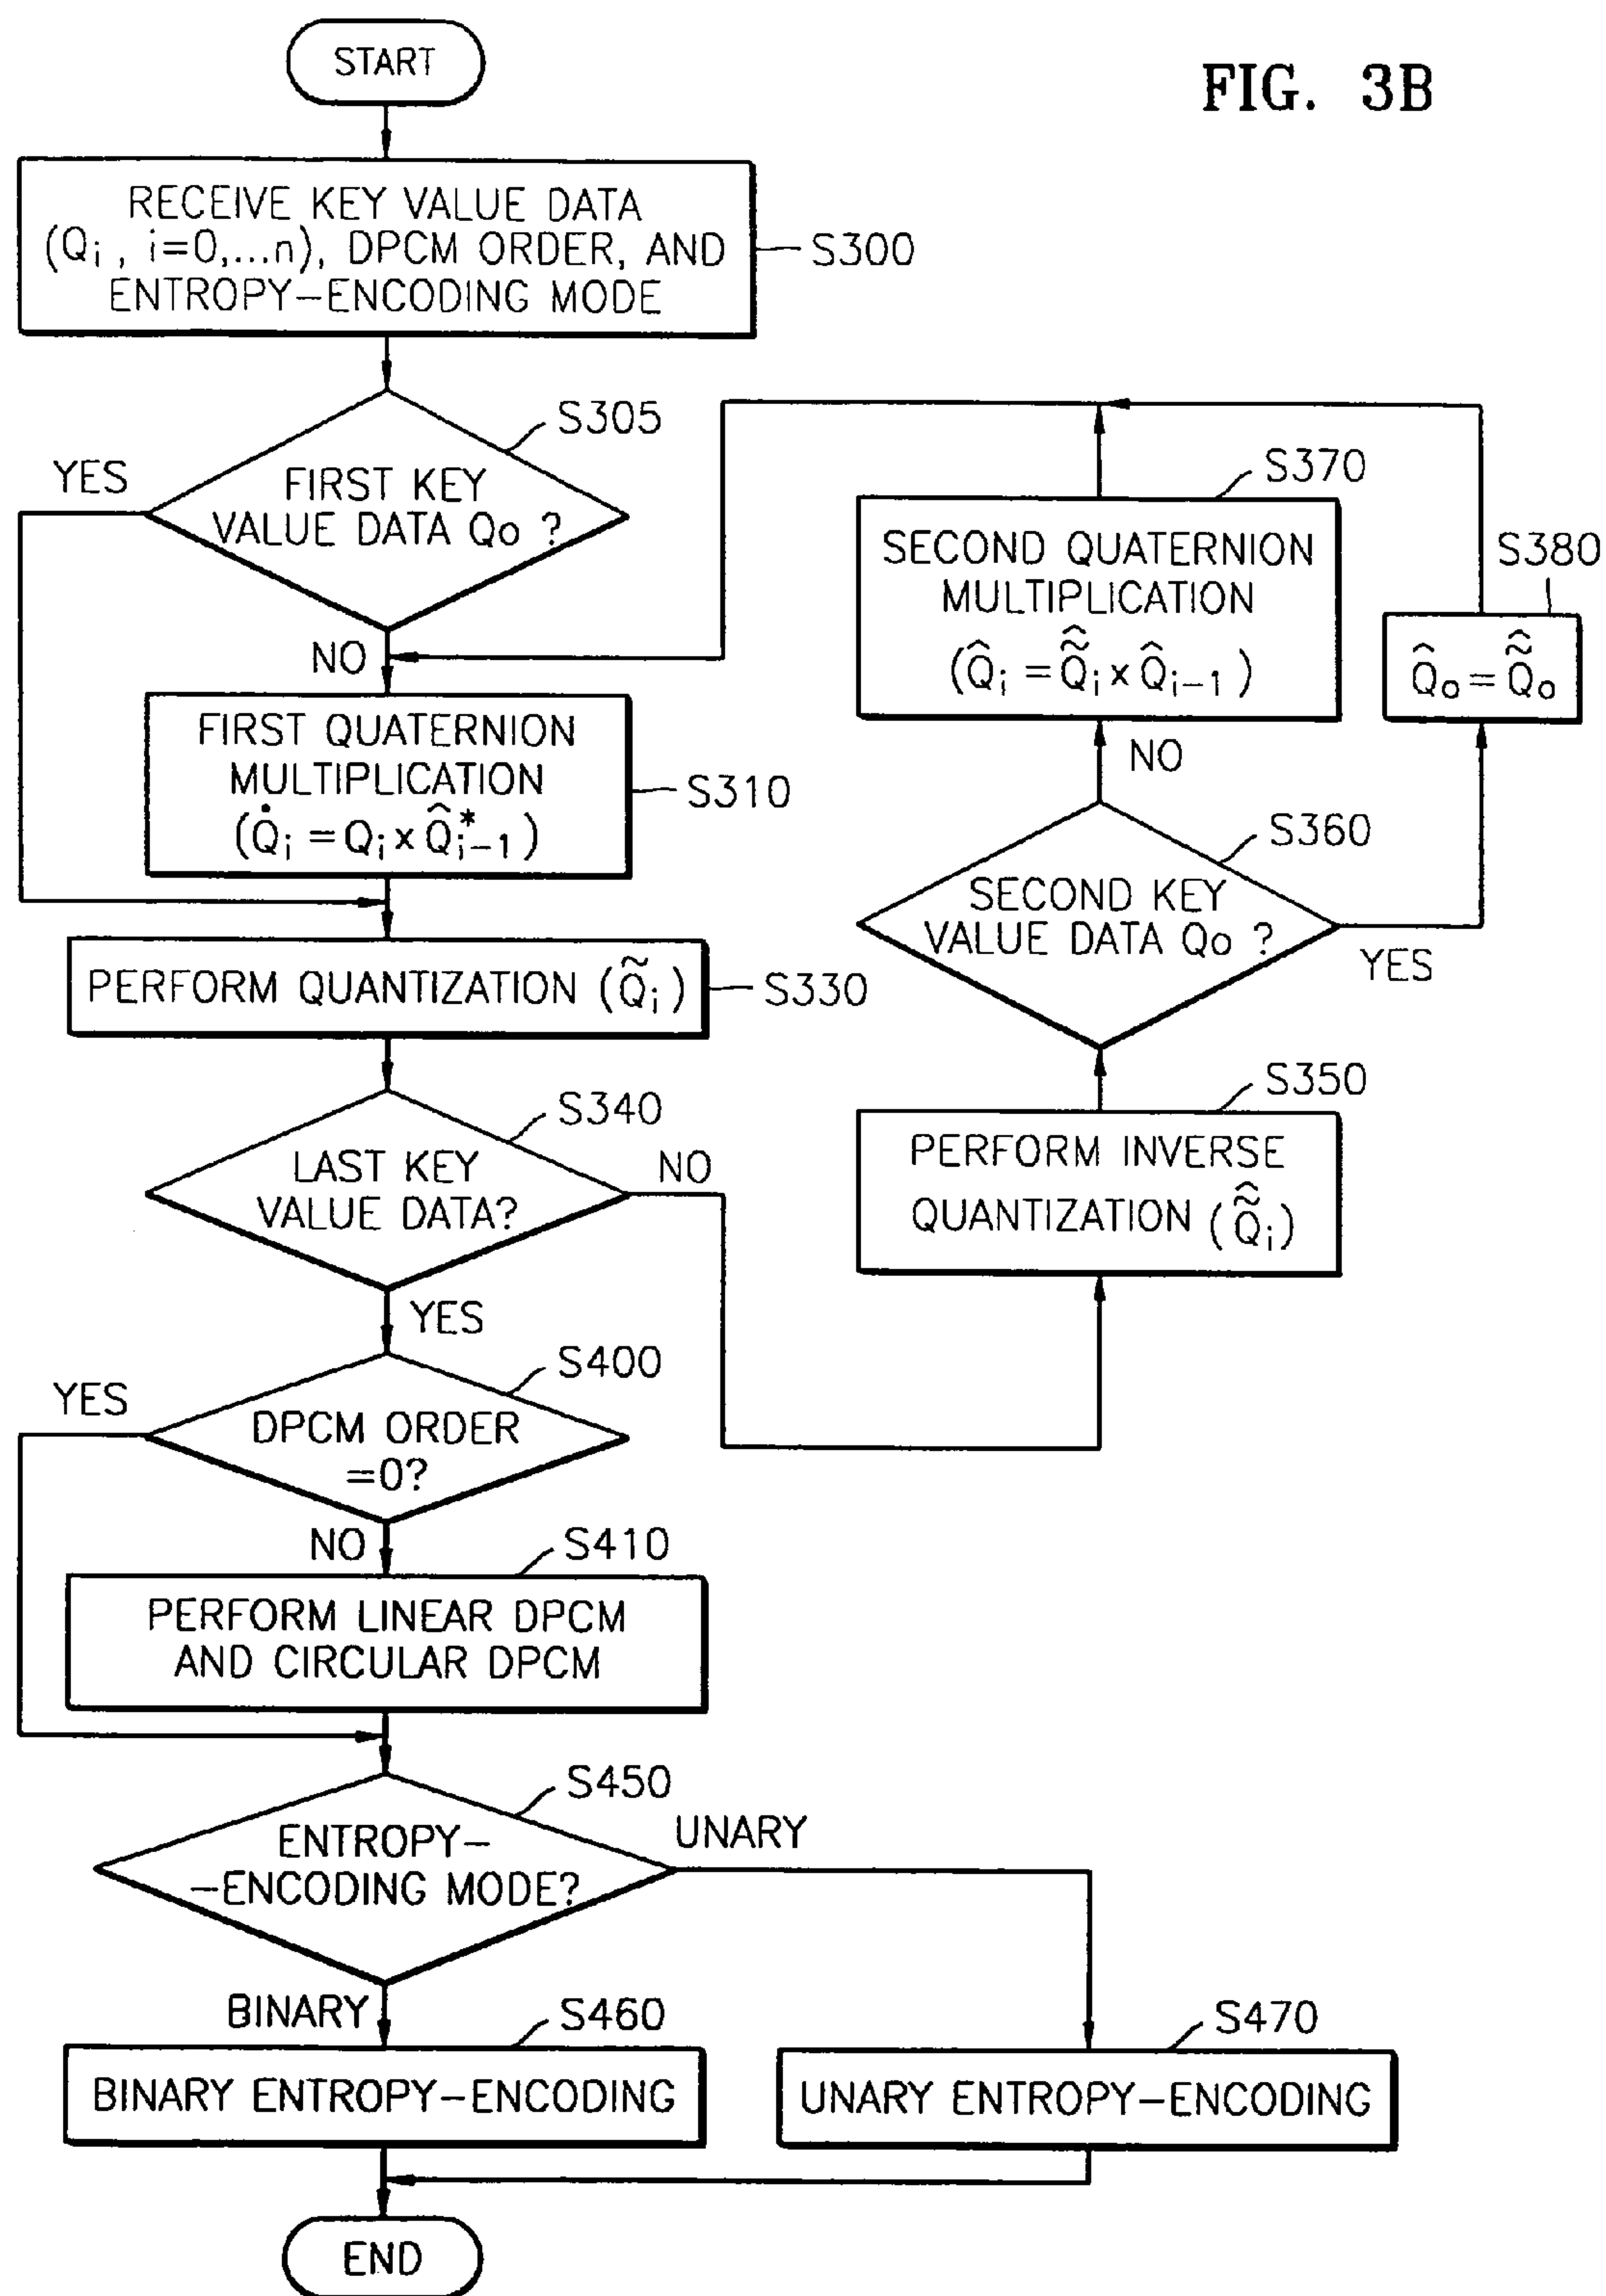 FIG. 3B
START
RECEIVE KEY VALUE DATA
(Qi , i=0,...n), DPCM ORDER, AND
ENTROPY-ENCODING MODE
S300
S305
YES
FIRST KEY
VALUE DATA Q0 ?
NO
FIRST QUATERNION
MULTIPLICATION
(Q̇i = Qi x Q̂*i-1)
S310
PERFORM QUANTIZATION (Q̃i)
S330
S340
LAST KEY
VALUE DATA?
NO
YES
S370
SECOND QUATERNION
MULTIPLICATION
(Q̂i = Q̃̂i x Q̂i-1)
S380
Q̂0 = Q̃̂0
NO
S360
SECOND KEY
VALUE DATA Q0 ?
YES
S350
PERFORM INVERSE
QUANTIZATION (Q̃̂i)
S400
YES
DPCM ORDER
=0?
NO
S410
PERFORM LINEAR DPCM
AND CIRCULAR DPCM
S450
ENTROPY-
-ENCODING MODE?
UNARY
BINARY
S460
BINARY ENTROPY-ENCODING
S470
UNARY ENTROPY-ENCODING
END